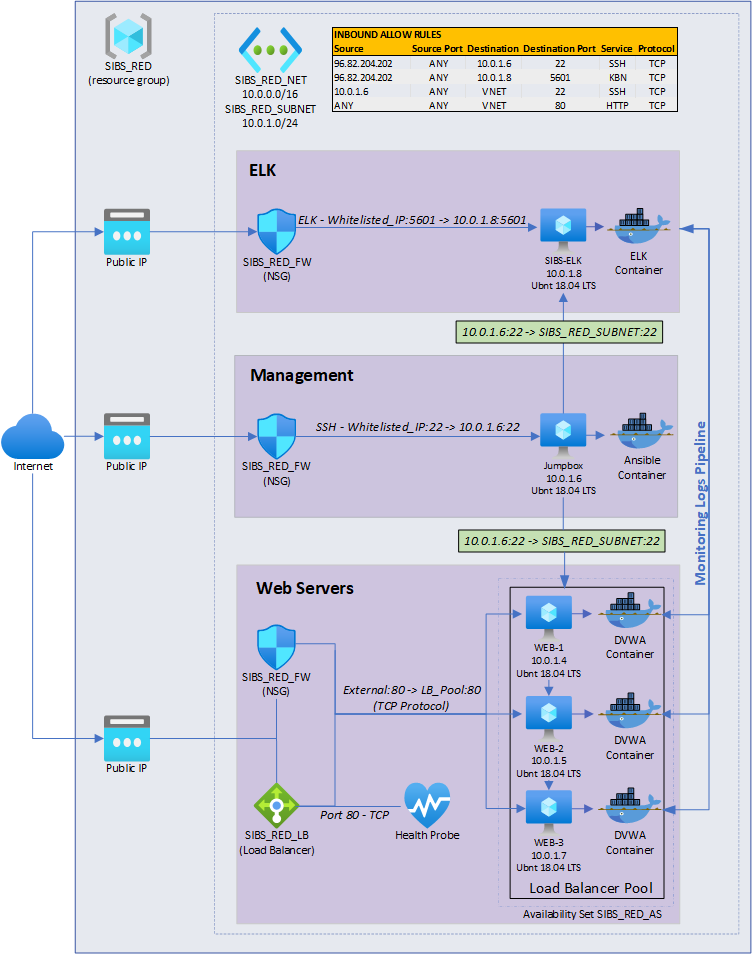 SIBS_RED
(resource group)
SIBS_RED_NET
10.0.0.0/16
SIBS_RED_SUBNET
10.0.1.0/24
INBOUND ALLOW RULES
Source Source Port Destination Destination Port Service Protocol
96.82.204.202 ANY 10.0.1.6 22 SSH TCP
96.82.204.202 ANY 10.0.1.8 5601 KBN TCP
10.0.1.6 ANY VNET 22 SSH TCP
ANY ANY VNET 80 HTTP TCP
ELK
Public IP
SIBS_RED_FW
(NSG)
ELK - Whitelisted_IP:5601 -> 10.0.1.8:5601
SIBS-ELK
10.0.1.8
Ubnt 18.04 LTS
ELK
Container
10.0.1.6:22 -> SIBS_RED_SUBNET:22
Management
Internet
Public IP
SIBS_RED_FW
(NSG)
SSH - Whitelisted_IP:22 -> 10.0.1.6:22
Jumpbox
10.0.1.6
Ubnt 18.04 LTS
Ansible
Container
Monitoring Logs Pipeline
10.0.1.6:22 -> SIBS_RED_SUBNET:22
Web Servers
SIBS_RED_FW
(NSG)
External:80 -> LB_Pool:80
(TCP Protocol)
WEB-1
10.0.1.4
Ubnt 18.04 LTS
DVWA
Container
WEB-2
10.0.1.5
Ubnt 18.04 LTS
DVWA
Container
Public IP
SIBS_RED_LB
(Load Balancer)
Port 80 - TCP
Health Probe
WEB-3
10.0.1.7
Ubnt 18.04 LTS
DVWA
Container
Load Balancer Pool
Availability Set SIBS_RED_AS